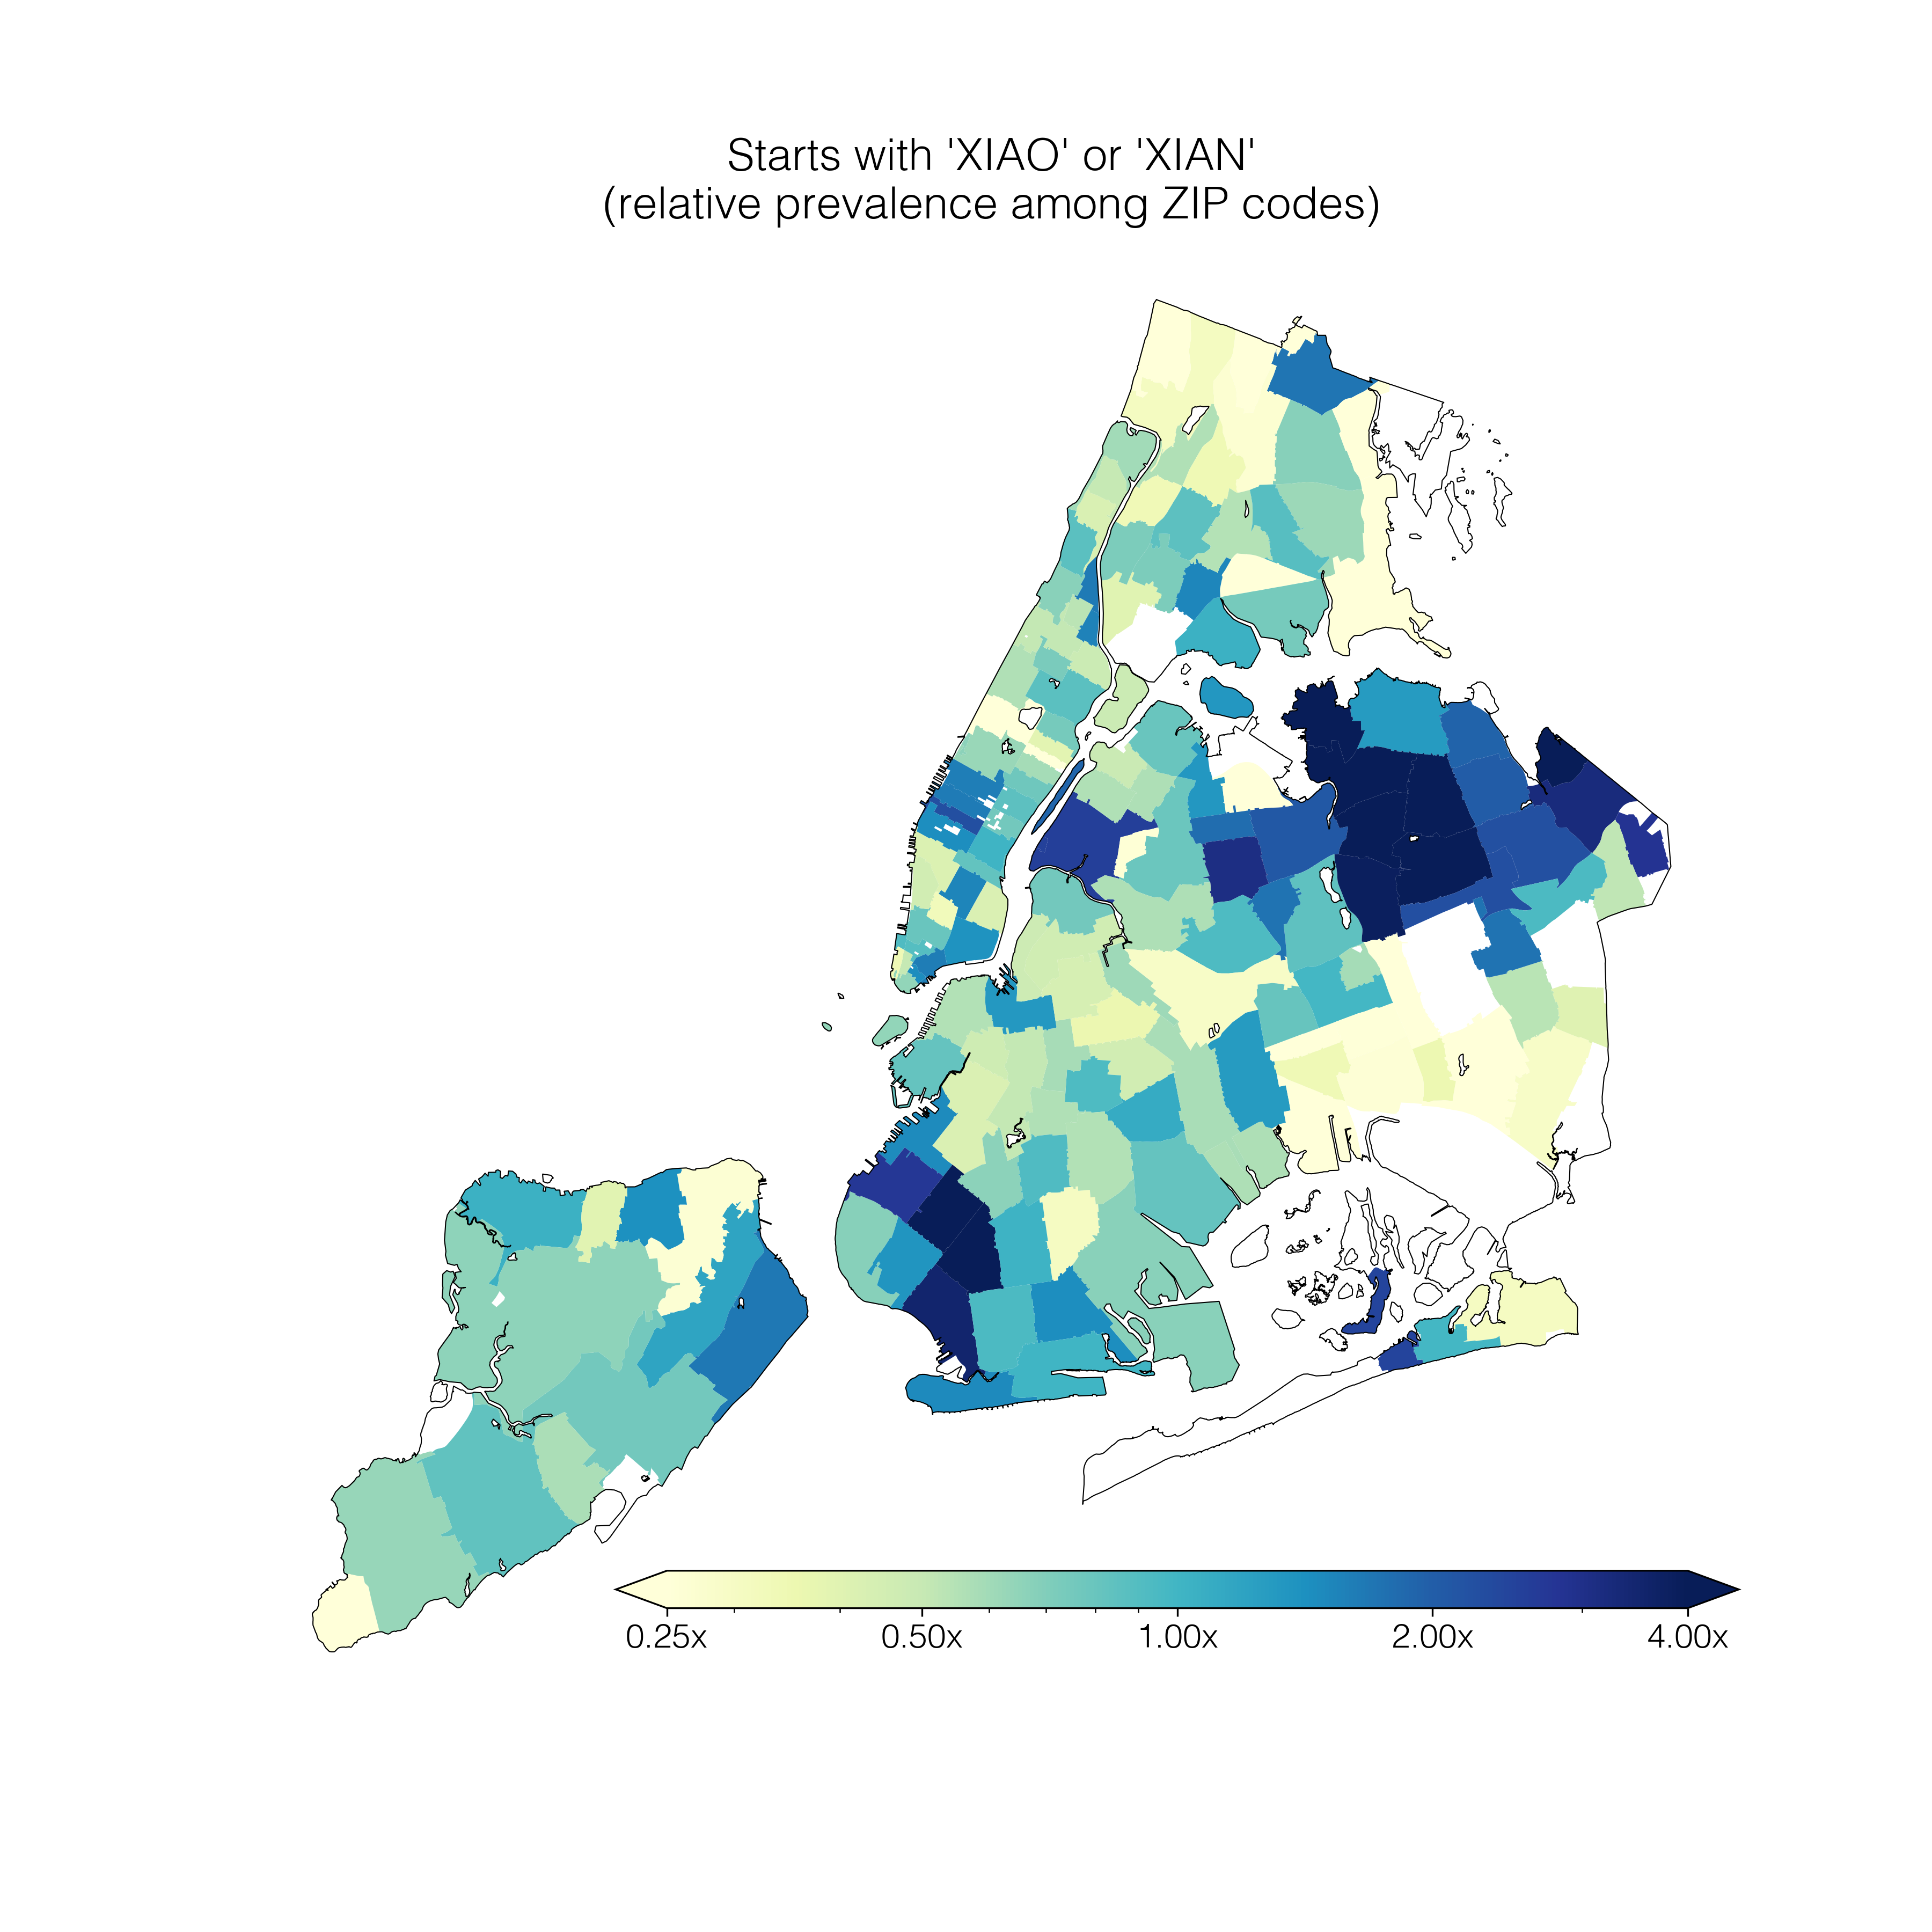 Starts with 'XIAO' or 'XIAN'
(relative prevalence among ZIP codes)
0.25x 0.50x 1.00x 2.00x 4.00x